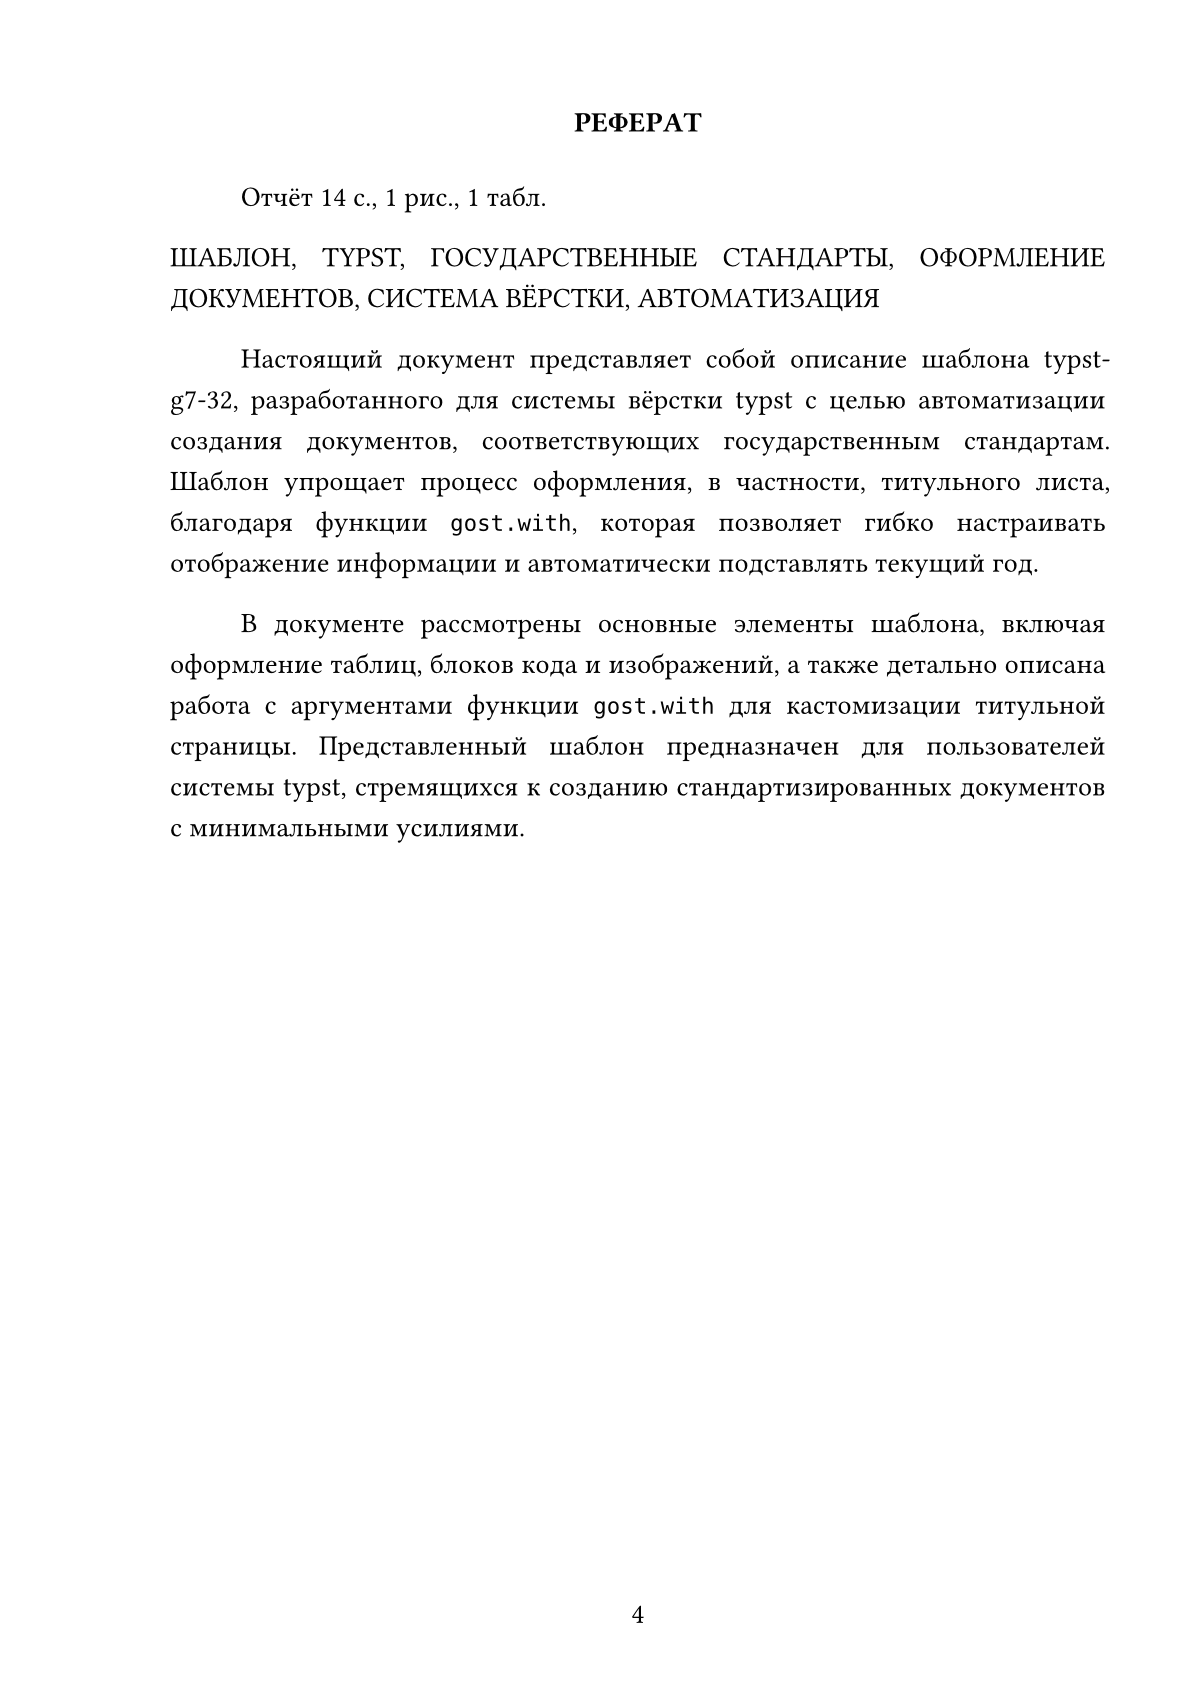 РЕФЕРАТ
Отчёт 14 с., 1 рис., 1 табл.
ШАБЛОН, TYPST, ГОСУДАРСТВЕННЫЕ СТАНДАРТЫ, ОФОРМЛЕНИЕ
ДОКУМЕНТОВ, СИСТЕМА ВЁРСТКИ, АВТОМАТИЗАЦИЯ
Настоящий документ представляет собой описание шаблона typst-
g7-32, разработанного для системы вёрстки typst с целью автоматизации
создания документов, соответствующих государственным стандартам.
Шаблон упрощает процесс оформления, в частности, титульного листа,
благодаря функции gost.with, которая позволяет гибко настраивать
отображение информации и автоматически подставлять текущий год.
В документе рассмотрены основные элементы шаблона, включая
оформление таблиц, блоков кода и изображений, а также детально описана
работа с аргументами функции gost.with для кастомизации титульной
страницы. Представленный шаблон предназначен для пользователей
системы typst, стремящихся к созданию стандартизированных документов
с минимальными усилиями.
4